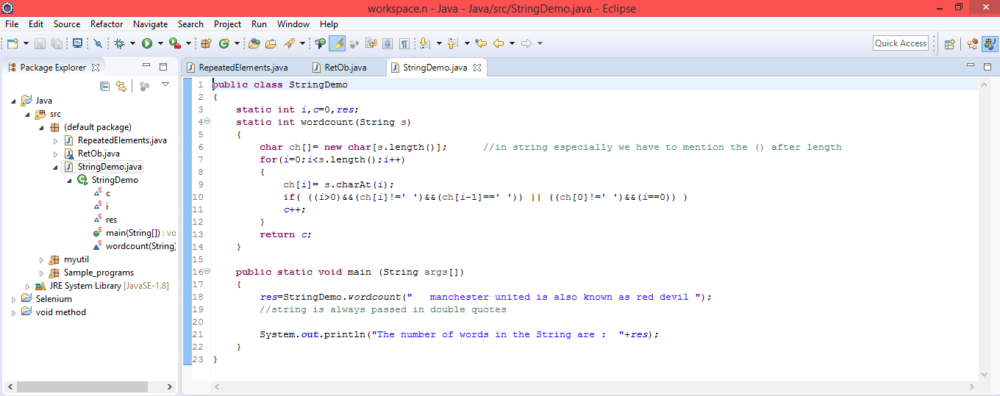 workspace.n - Java - Java/src/StringDemo.java - Eclipse
File Edit Source Refactor Navigate Search Project Run Window Help
Quick Access
Package Explorer
RepeatedElements.java RetOb.java StringDemo.java
Java
src
(default package)
RepeatedElements.java
RetOb.java
StringDemo.java
StringDemo
c
i
res
main(String[]) : vo
wordcount(String)
myutil
Sample_programs
JRE System Library [JavaSE-1.8]
Selenium
void method
1 public class StringDemo
2 {
3 static int i,c=0,res;
4 static int wordcount(String s)
5 {
6 char ch[]= new char[s.length()]; //in string especially we have to mention the () after length
7 for(i=0;i<s.length();i++)
8 {
9 ch[i]= s.charAt(i);
10 if( ((i>0)&&(ch[i]!=' ')&&(ch[i-1]==' ')) || ((ch[0]!=' ')&&(i==0)) )
11 c++;
12 }
13 return c;
14 }
15
16 public static void main (String args[])
17 {
18 res=StringDemo.wordcount("   manchester united is also known as red devil ");
19 //string is always passed in double quotes
20
21 System.out.println("The number of words in the String are :  "+res);
22 }
23 }